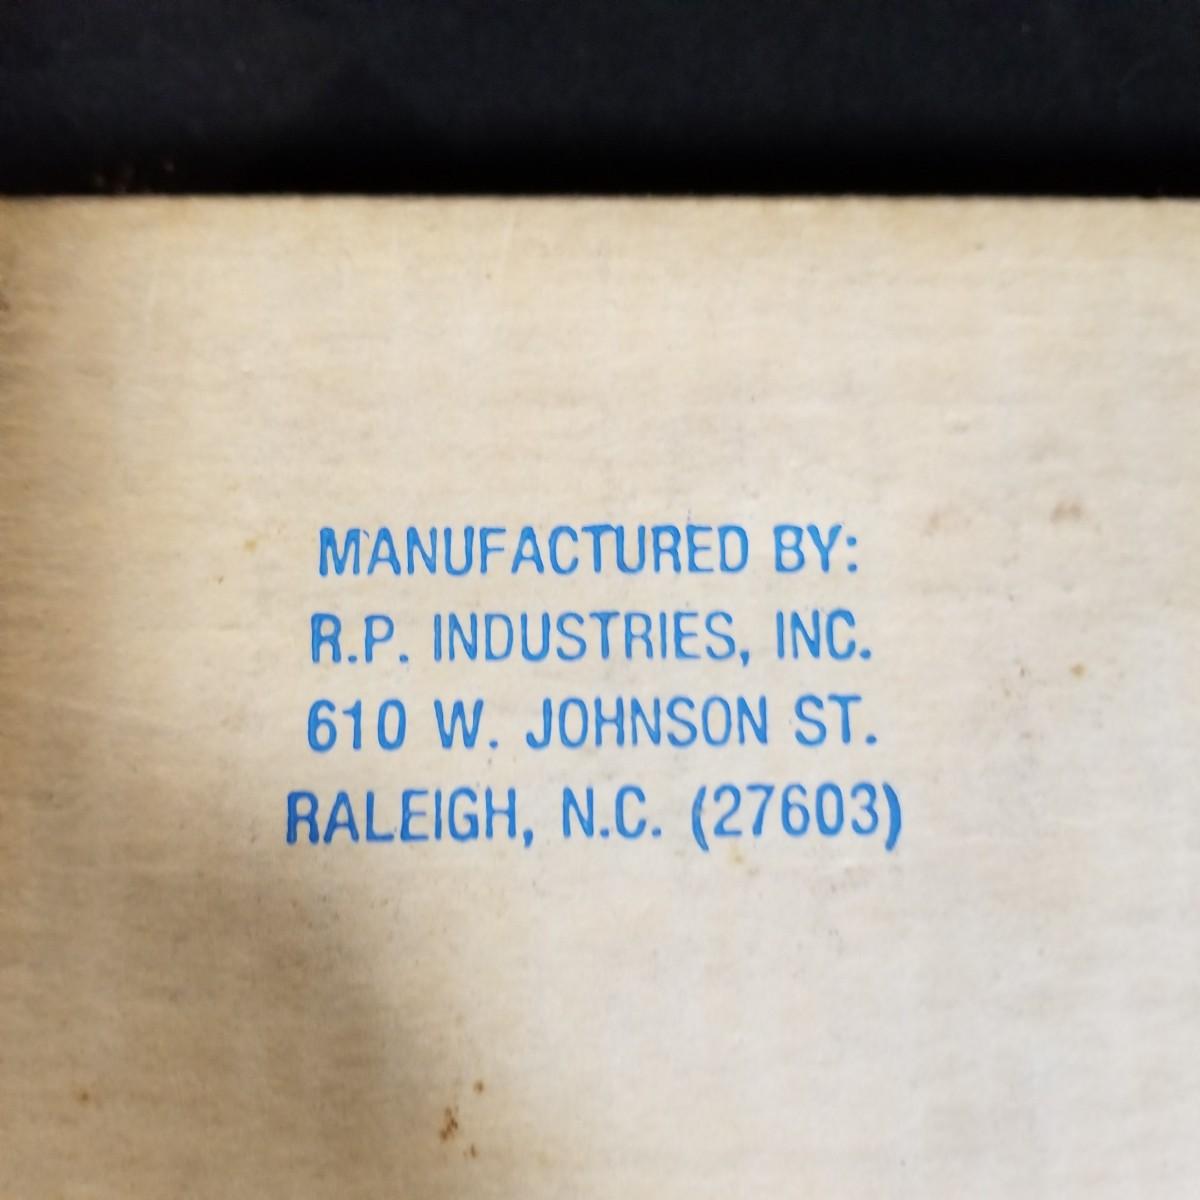 MANUFACTURED BY:
R.P. INDUSTRIES, INC.
610 W. JOHNSON ST.
RALEIGH, N.C. (27603)